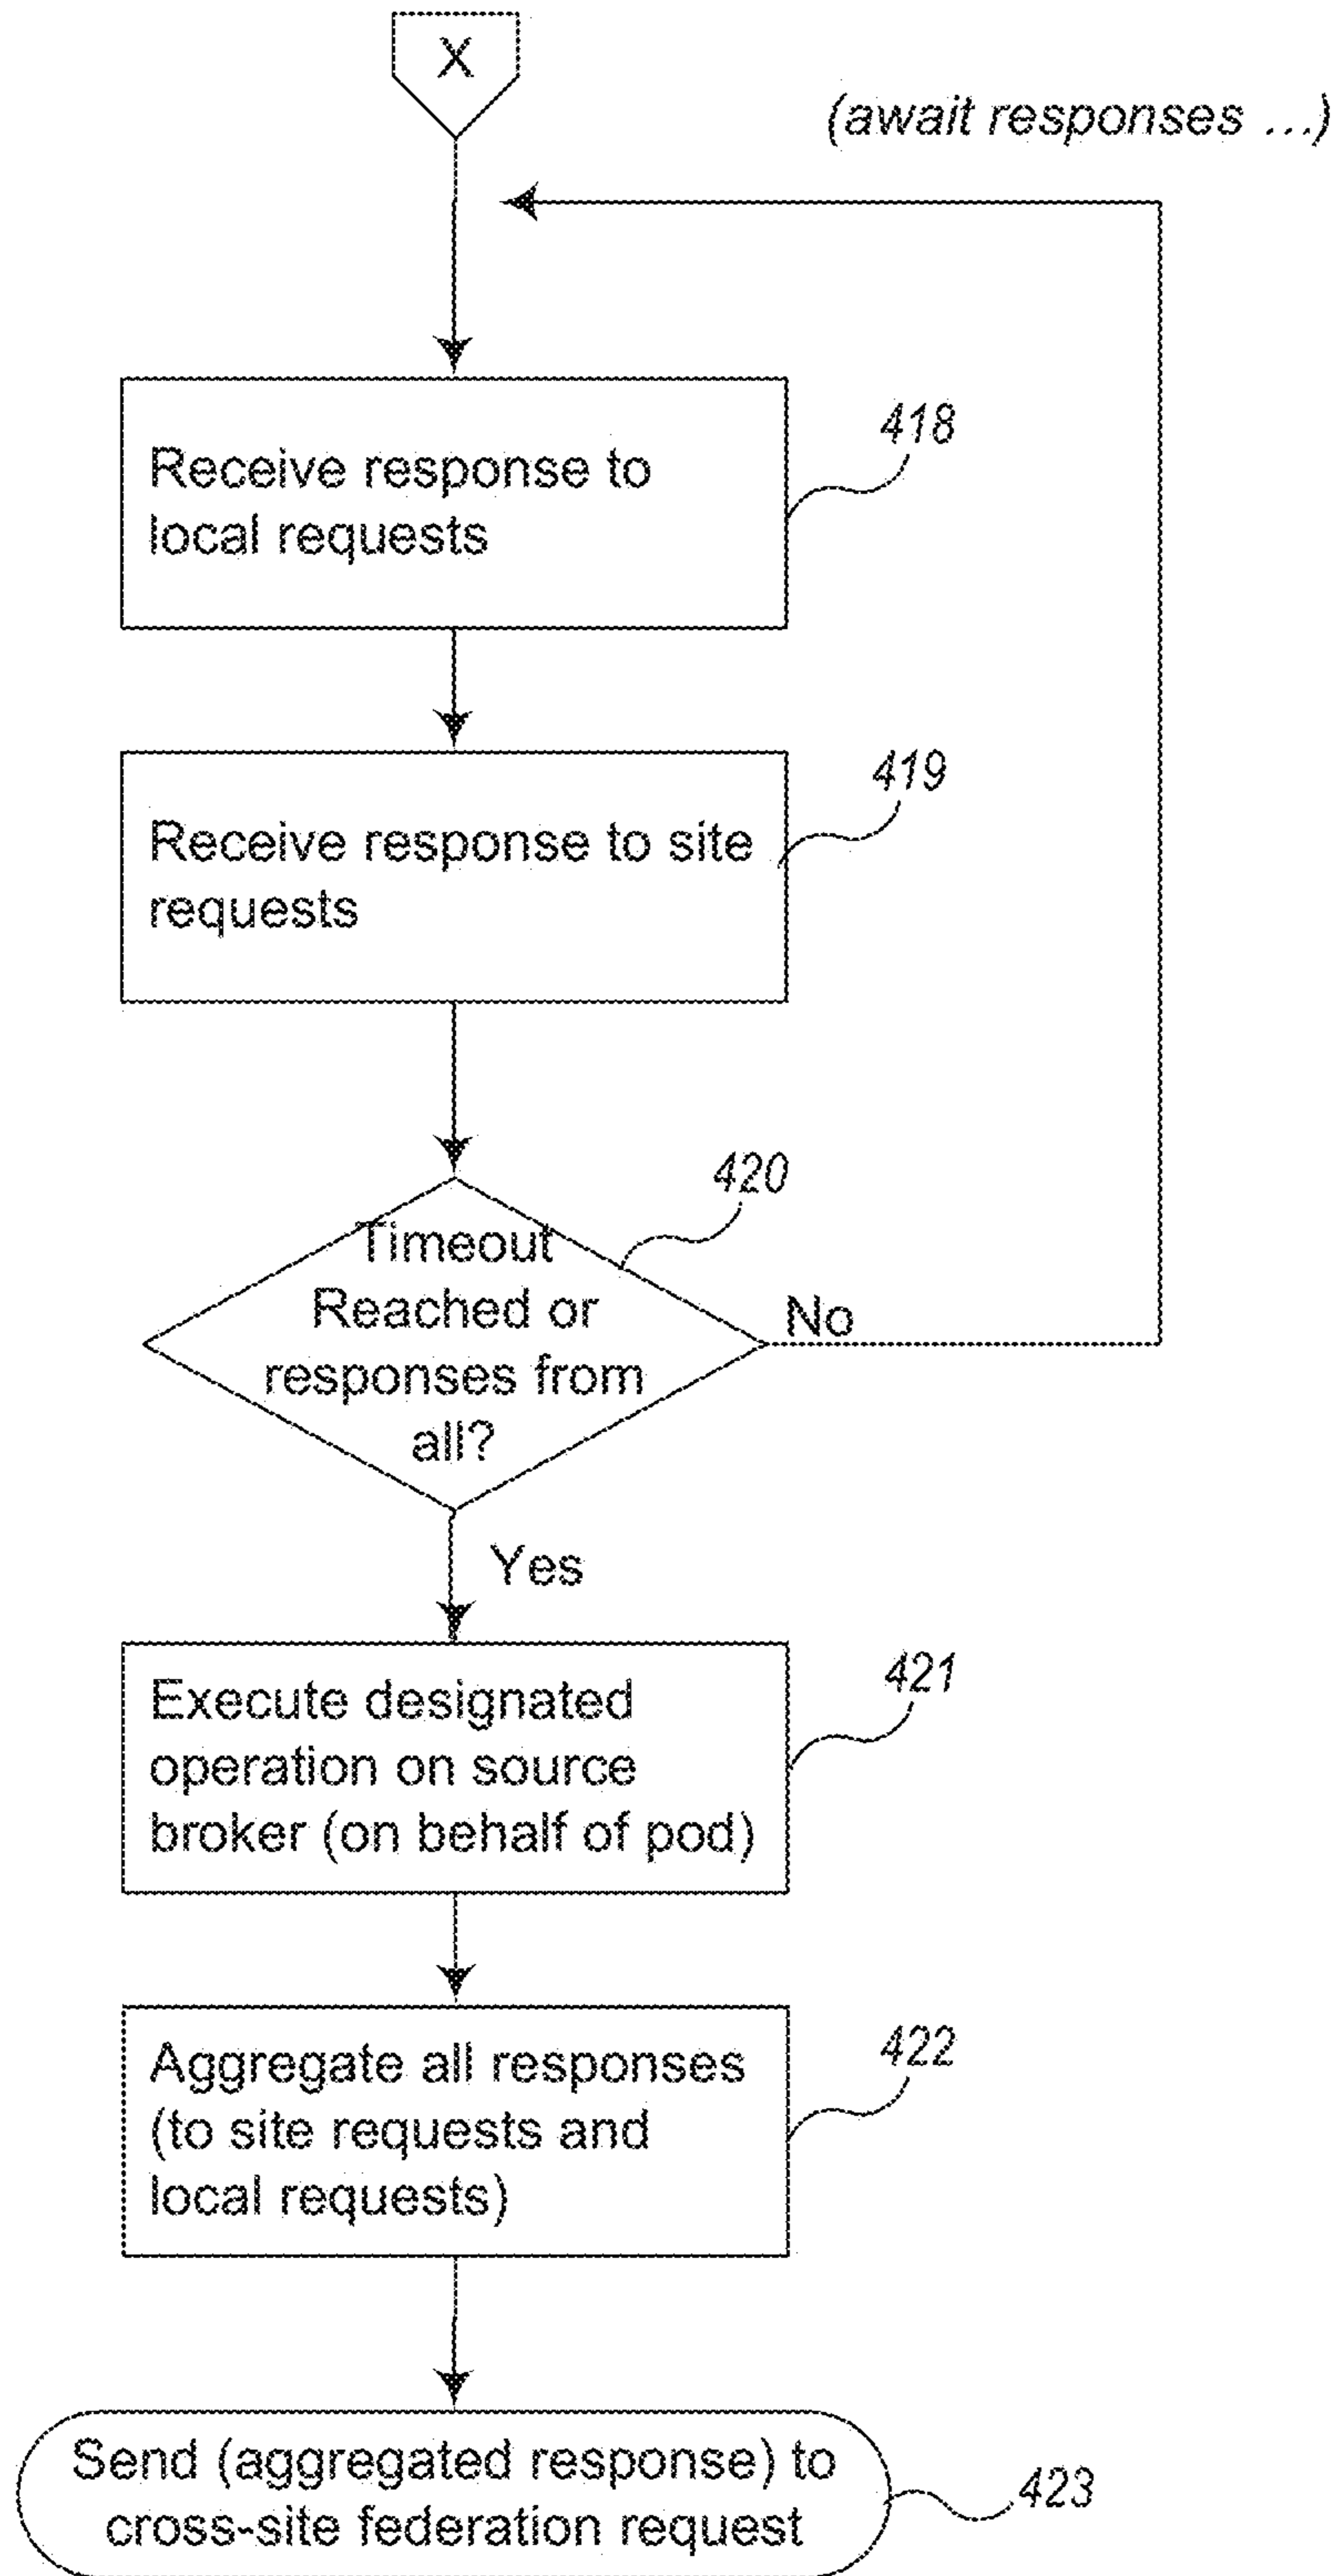 X
(await responses ...)
418
Receive response to
local requests
419
Receive response to site
requests
420
Timeout
Reached or
responses from
all?
No
Yes
421
Execute designated
operation on source
broker (on behalf of pod)
422
Aggregate all responses
(to site requests and
local requests)
Send (aggregated response) to
cross-site federation request
423